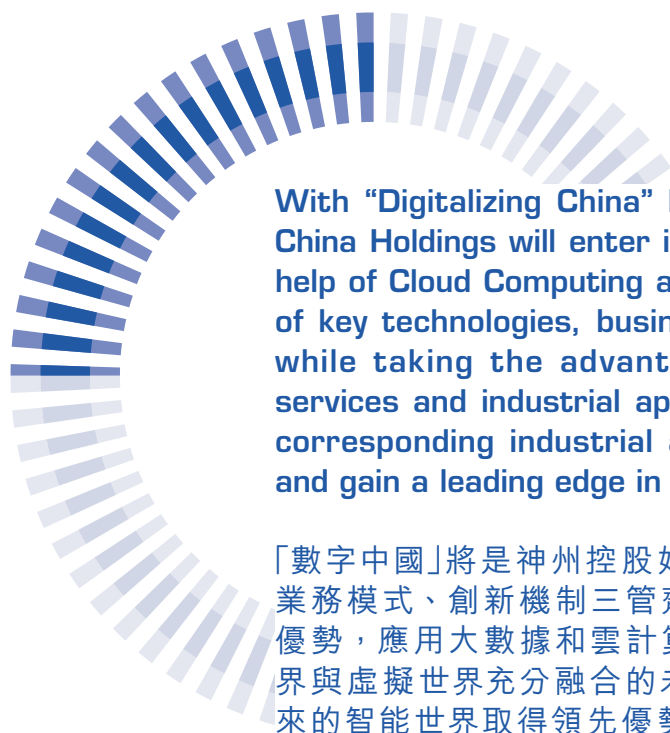 With “Digitalizing China”
China Holdings will enter
help of Cloud Computing
of key technologies,
while taking the
services and industrial
corresponding industrial
and gain a leading edge in
「數字中國」將是神州控股
業務模式、創新機制三管
優勢，應用大數據和雲計
界與虛擬世界充分融合的
來的智能世界取得領先優